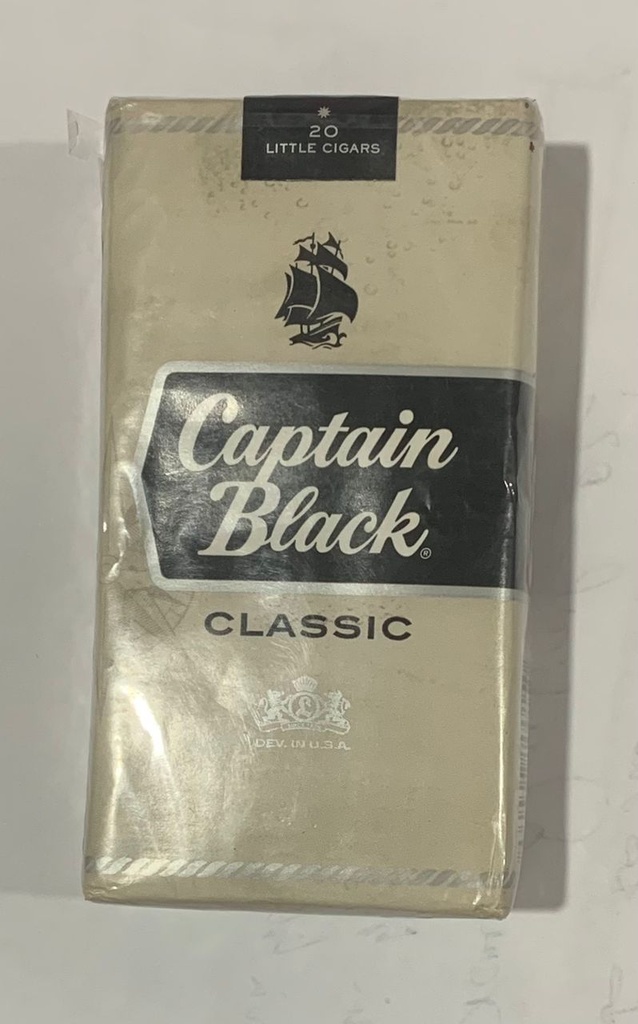 20
LITTLE CIGARS
Captain
Black®
CLASSIC
DEV. IN U.S.A.